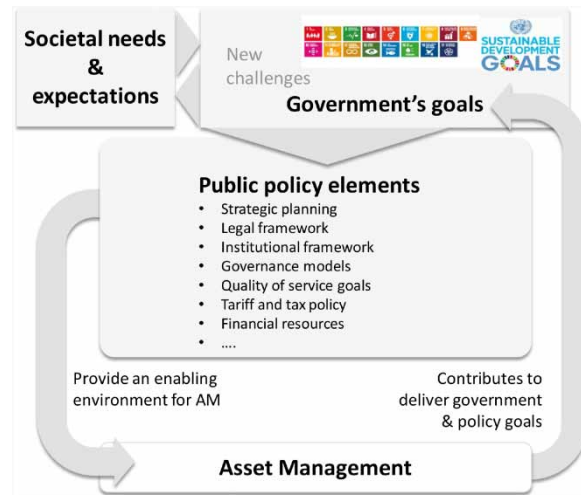 Societal needs
&
expectations
New
challenges
SUSTAINABLE
DEVELOPMENT
GOALS
Government's goals
Public policy elements
• Strategic planning
• Legal framework
• Institutional framework
• Governance models
• Quality of service goals
• Tariff and tax policy
• Financial resources
• ....
Provide an enabling
environment for AM
Contributes to
deliver government
& policy goals
Asset Management